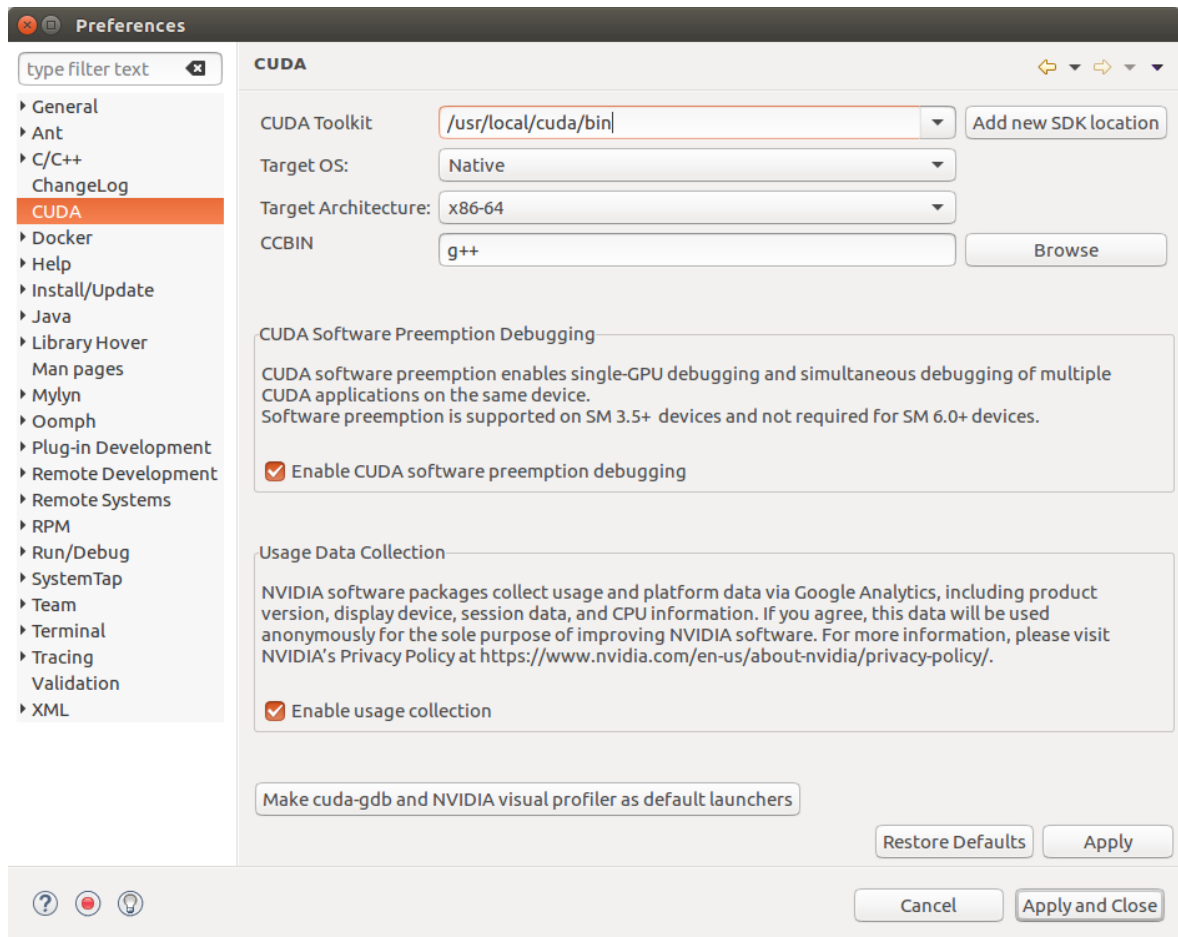 Preferences
type filter text
General
Ant
C/C++
ChangeLog
CUDA
Docker
Help
Install/Update
Java
Library Hover
Man pages
Mylyn
Oomph
Plug-in Development
Remote Development
Remote Systems
RPM
Run/Debug
SystemTap
Team
Terminal
Tracing
Validation
XML
CUDA
CUDA Toolkit /usr/local/cuda/bin Add new SDK location
Target OS: Native
Target Architecture: x86-64
CCBIN g++ Browse
CUDA Software Preemption Debugging
CUDA software preemption enables single-GPU debugging and simultaneous debugging of multiple
CUDA applications on the same device.
Software preemption is supported on SM 3.5+ devices and not required for SM 6.0+ devices.
Enable CUDA software preemption debugging
Usage Data Collection
NVIDIA software packages collect usage and platform data via Google Analytics, including product
version, display device, session data, and CPU information. If you agree, this data will be used
anonymously for the sole purpose of improving NVIDIA software. For more information, please visit
NVIDIA's Privacy Policy at https://www.nvidia.com/en-us/about-nvidia/privacy-policy/.
Enable usage collection
Make cuda-gdb and NVIDIA visual profiler as default launchers
Restore Defaults Apply
Cancel Apply and Close